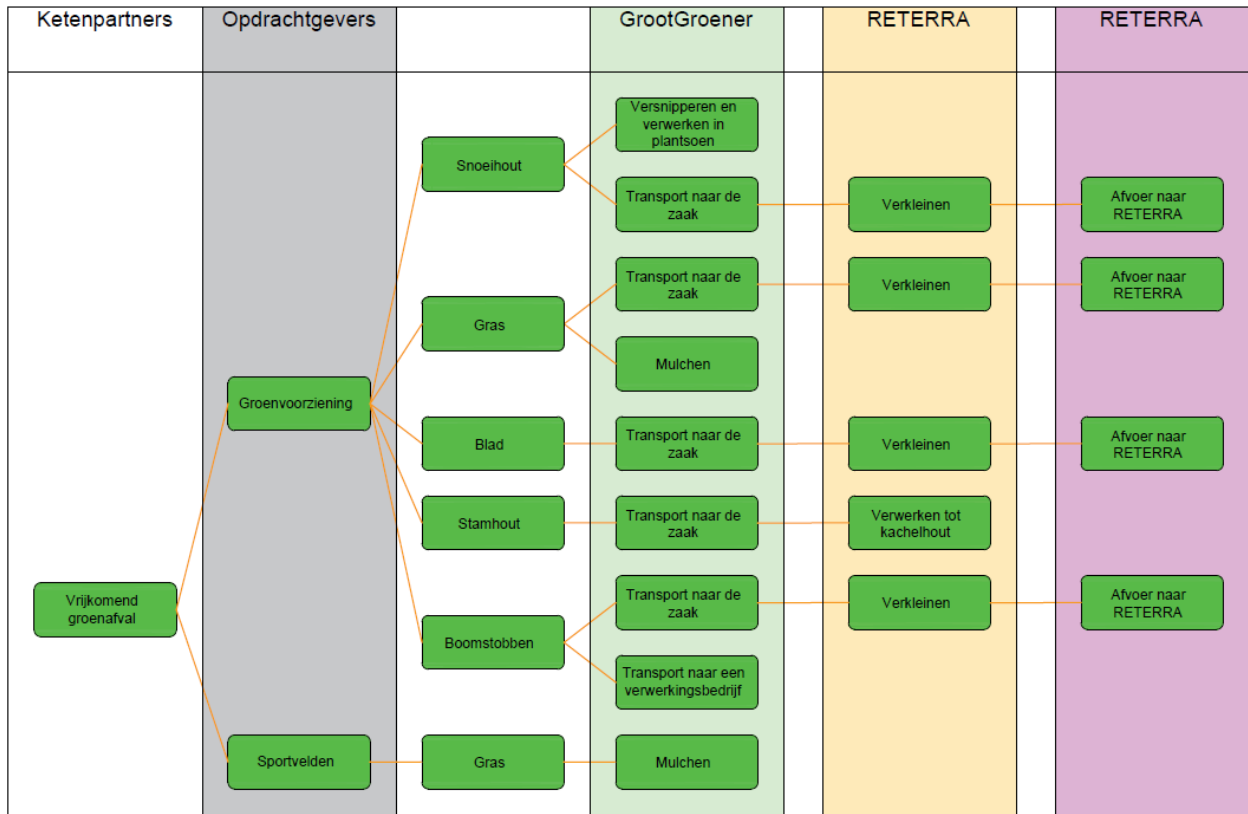 Ketenpartners
Opdrachtgevers
GrootGroener
RETERRA
RETERRA
Versnipperen en
verwerken in
plantsoen
Snoeihout
Transport naar de
zaak
Verkleinen
Afvoer naar
RETERRA
Transport naar de
zaak
Verkleinen
Afvoer naar
RETERRA
Gras
Mulchen
Groenvoorziening
Blad
Transport naar de
zaak
Verkleinen
Afvoer naar
RETERRA
Stamhout
Transport naar de
zaak
Verwerken tot
kachelhout
Vrijkomend
groenafval
Transport naar de
zaak
Verkleinen
Afvoer naar
RETERRA
Boomstobben
Transport naar een
verwerkingsbedrijf
Sportvelden
Gras
Mulchen